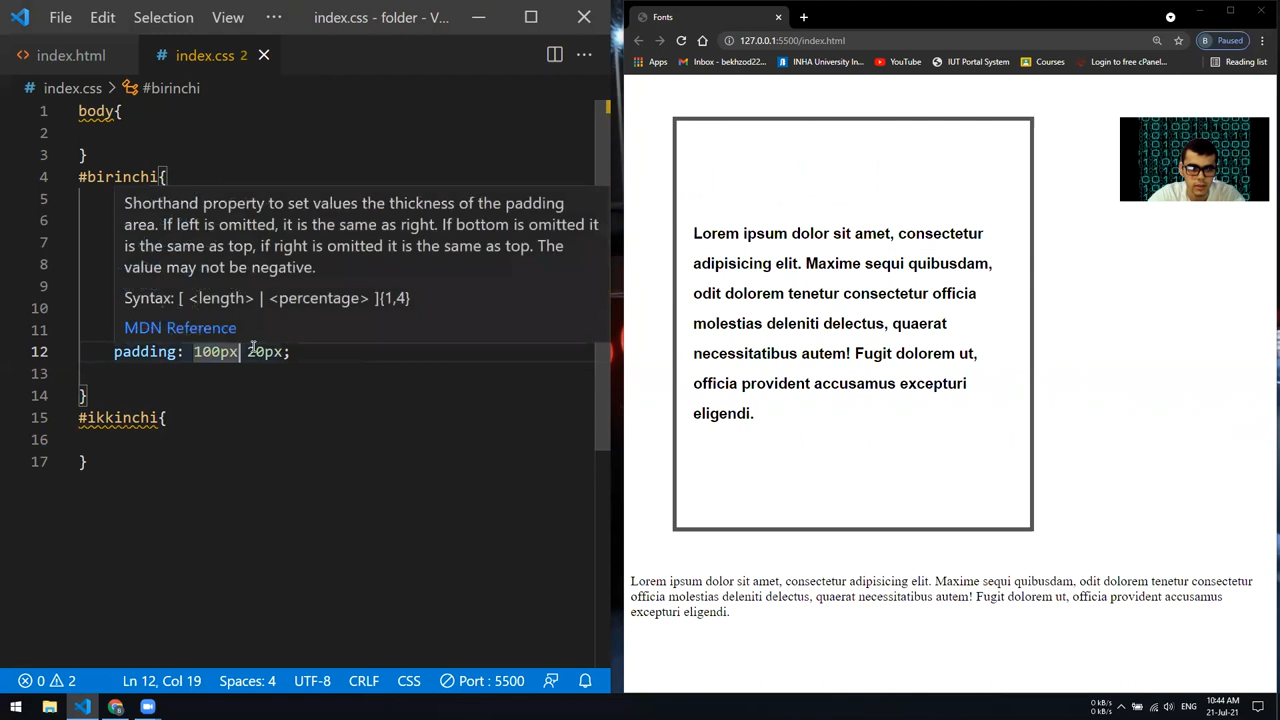 File Edit Selection View ··· index.css - folder - V...
index.html
index.css 2
index.css > #birinchi
1 body{
2
3 }
4 #birinchi{
5
6
7
8
9
10
11
12 padding: 100px 20px;
13
14 }
15 #ikkinchi{
16
17 }
Shorthand property to set values the thickness of the padding
area. If left is omitted, it is the same as right. If bottom is omitted it
is the same as top, if right is omitted it is the same as top. The
value may not be negative.
Syntax: [ <length> | <percentage> ]{1,4}
MDN Reference
0 2 Ln 12, Col 19 Spaces: 4 UTF-8 CRLF CSS Port : 5500
Fonts
127.0.0.1:5500/index.html
B Paused
Apps Inbox - bekhzod22... INHA University In... YouTube IUT Portal System Courses Login to free cPanel... Reading list
Lorem ipsum dolor sit amet, consectetur
adipisicing elit. Maxime sequi quibusdam,
odit dolorem tenetur consectetur officia
molestias deleniti delectus, quaerat
necessitatibus autem! Fugit dolorem ut,
officia provident accusamus excepturi
eligendi.
Lorem ipsum dolor sit amet, consectetur adipisicing elit. Maxime sequi quibusdam, odit dolorem tenetur consectetur
officia molestias deleniti delectus, quaerat necessitatibus autem! Fugit dolorem ut, officia provident accusamus
excepturi eligendi.
0 kB/s
0 kB/s
ENG
10:44 AM
21-Jul-21